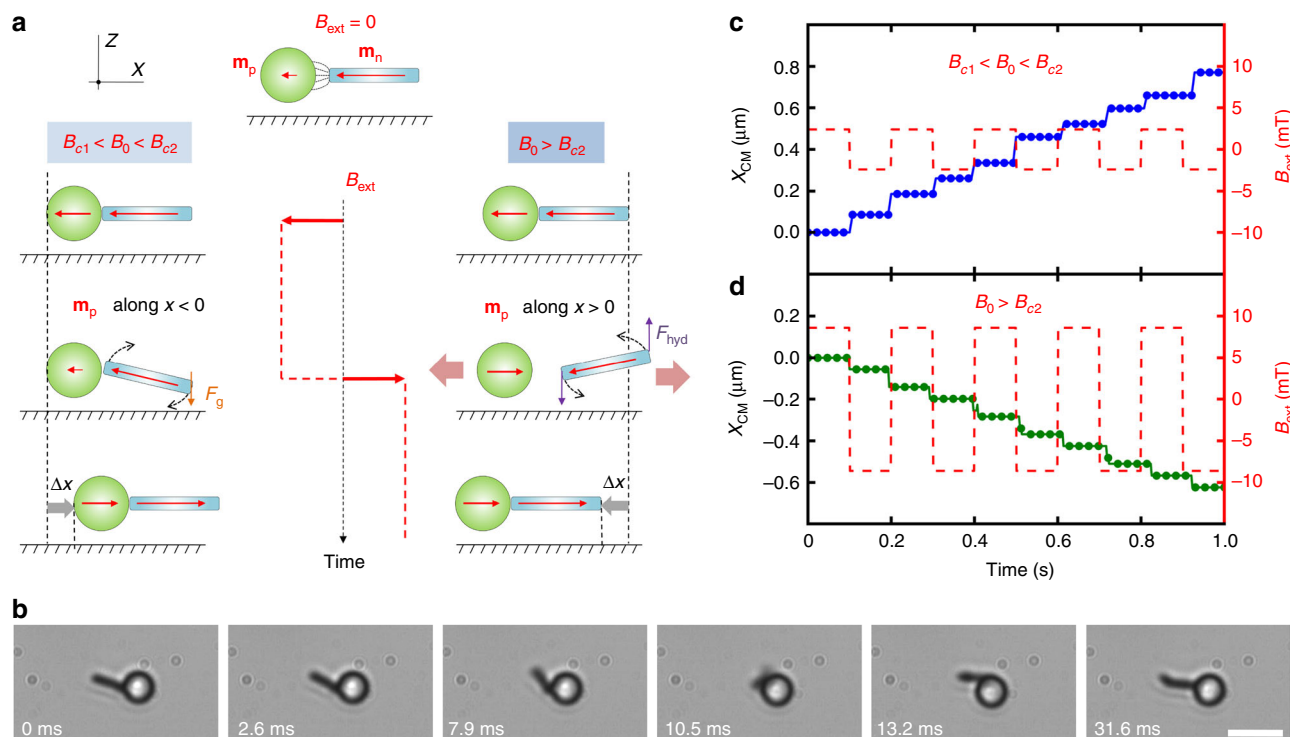 a
Z
X
B_ext = 0
m_p
m_n
B_c1 < B_0 < B_c2
B_0 > B_c2
B_ext
m_p along x < 0
m_p along x > 0
F_hyd
F_g
Δx
Δx
Time
c
B_c1 < B_0 < B_c2
X_CM (μm)
0.8
0.6
0.4
0.2
0.0
10
5
0
−5
−10
B_ext (mT)
d
B_0 > B_c2
X_CM (μm)
0.2
0.0
−0.2
−0.4
−0.6
10
5
0
−5
−10
B_ext (mT)
0
0.2
0.4
0.6
0.8
1.0
Time (s)
b
0 ms
2.6 ms
7.9 ms
10.5 ms
13.2 ms
31.6 ms